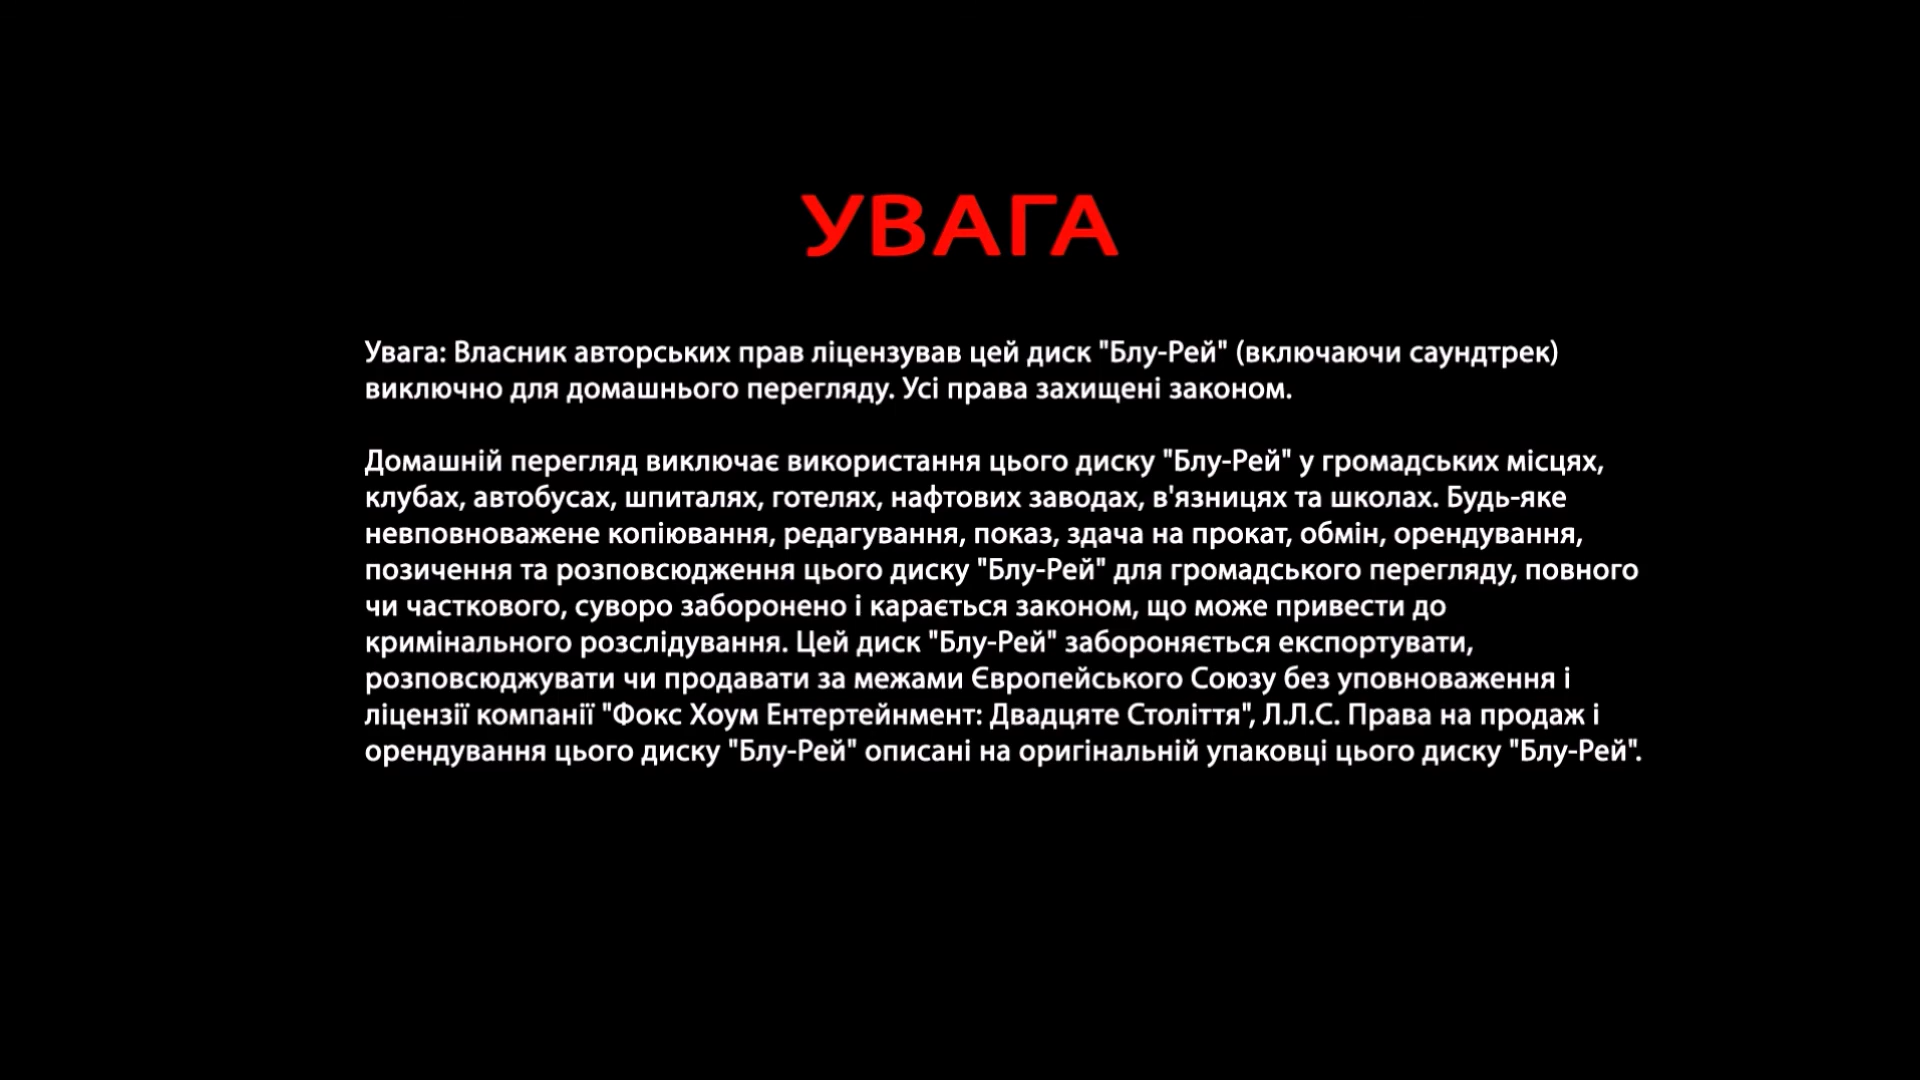 УВАГА
Увага: Власник авторських прав ліцензував цей диск "Блу-Рей" (включаючи саундтрек)
виключно для домашнього перегляду. Усі права захищені законом.
Домашній перегляд виключає використання цього диску "Блу-Рей" у громадських місцях,
клубах, автобусах, шпиталях, готелях, нафтових заводах, в'язницях та школах. Будь-яке
невповноважене копіювання, редагування, показ, здача на прокат, обмін, орендування,
позичення та розповсюдження цього диску "Блу-Рей" для громадського перегляду, повного
чи часткового, суворо заборонено і карається законом, що може привести до
кримінального розслідування. Цей диск "Блу-Рей" забороняється експортувати,
розповсюджувати чи продавати за межами Європейського Союзу без уповноваження і
ліцензії компанії "Фокс Хоум Ентертейнмент: Двадцяте Століття", Л.Л.С. Права на продаж і
орендування цього диску "Блу-Рей" описані на оригінальній упаковці цього диску "Блу-Рей".